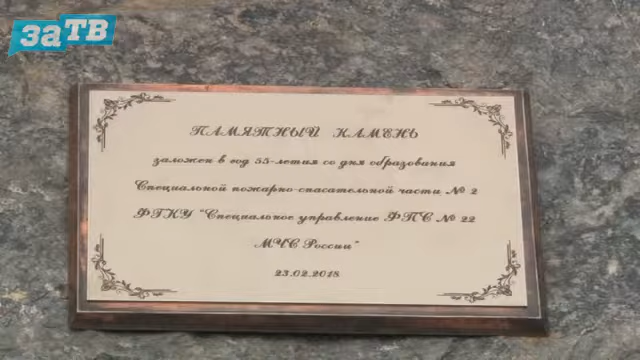 заТВ
ПАМЯТНЫЙ КАМЕНЬ
заложен в год 55-летия со дня образования
Специальной пожарно-спасательной части № 2
ФГКУ "Специальное управление ФПС № 22
МЧС России"
23.02.2018